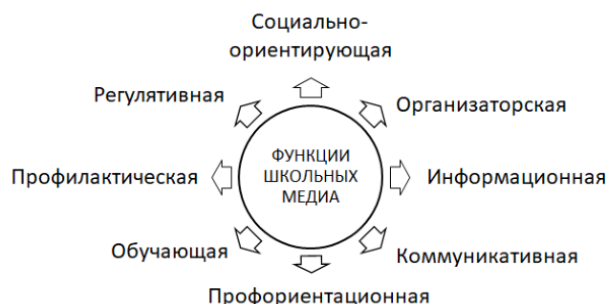 Социально-
ориентирующая
Регулятивная
Организаторская
ФУНКЦИИ
ШКОЛЬНЫХ
МЕДИА
Профилактическая
Информационная
Обучающая
Коммуникативная
Профориентационная